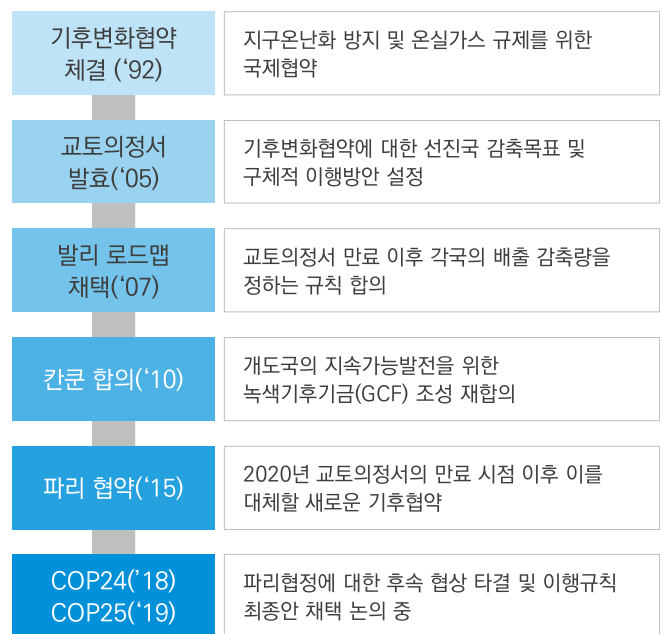 기후변화협약
체결 (‘92)
지구온난화 방지 및 온실가스 규제를 위한
국제협약
교토의정서
발효(‘05)
기후변화협약에 대한 선진국 감축목표 및
구체적 이행방안 설정
발리 로드맵
채택(‘07)
교토의정서 만료 이후 각국의 배출 감축량을
정하는 규칙 합의
칸쿤 합의(‘10)
개도국의 지속가능발전을 위한
녹색기후기금(GCF) 조성 재합의
파리 협약(‘15)
2020년 교토의정서의 만료 시점 이후 이를
대체할 새로운 기후협약
COP24(’18)
COP25(‘19)
파리협정에 대한 후속 협상 타결 및 이행규칙
최종안 채택 논의 중